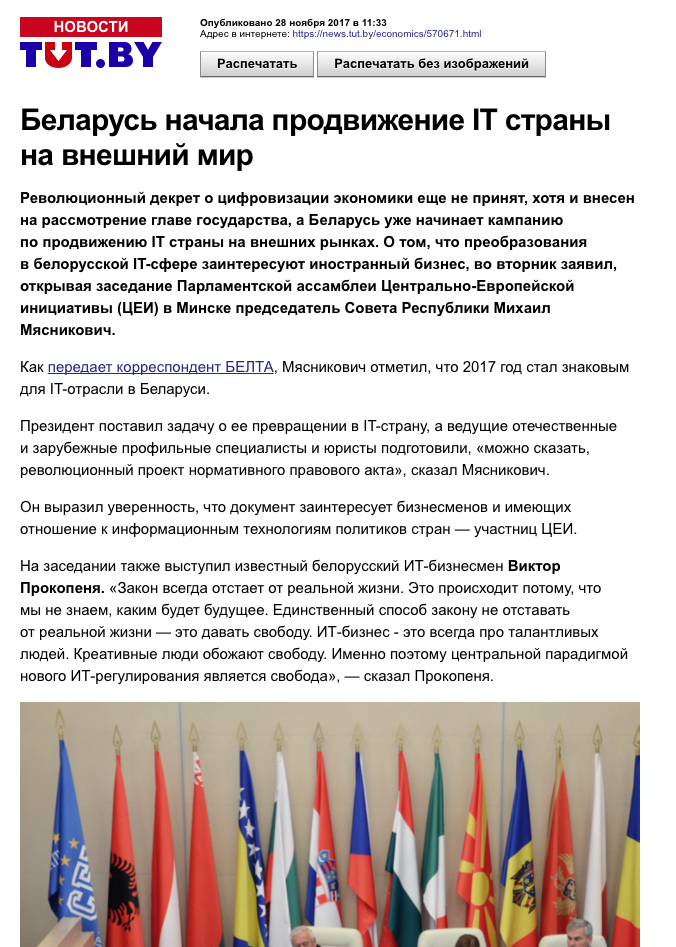 НОВОСТИ
TUT.BY
Опубликовано 28 ноября 2017 в 11:33
Адрес в интернете: https://news.tut.by/economics/570671.html
Распечатать
Распечатать без изображений
Беларусь начала продвижение IT страны
на внешний мир
Революционный декрет о цифровизации экономики еще не принят, хотя и внесен
на рассмотрение главе государства, а Беларусь уже начинает кампанию
по продвижению IT страны на внешних рынках. О том, что преобразования
в белорусской IT-сфере заинтересуют иностранный бизнес, во вторник заявил,
открывая заседание Парламентской ассамблеи Центрально-Европейской
инициативы (ЦЕИ) в Минске председатель Совета Республики Михаил
Мясникович.
Как передает корреспондент БЕЛТА, Мясникович отметил, что 2017 год стал знаковым
для IT-отрасли в Беларуси.
Президент поставил задачу о ее превращении в IT-страну, а ведущие отечественные
и зарубежные профильные специалисты и юристы подготовили, «можно сказать,
революционный проект нормативного правового акта», сказал Мясникович.
Он выразил уверенность, что документ заинтересует бизнесменов и имеющих
отношение к информационным технологиям политиков стран — участниц ЦЕИ.
На заседании также выступил известный белорусский ИТ-бизнесмен Виктор
Прокопеня. «Закон всегда отстает от реальной жизни. Это происходит потому, что
мы не знаем, каким будет будущее. Единственный способ закону не отставать
от реальной жизни — это давать свободу. ИТ-бизнес - это всегда про талантливых
людей. Креативные люди обожают свободу. Именно поэтому центральной парадигмой
нового ИТ-регулирования является свобода», — сказал Прокопеня.